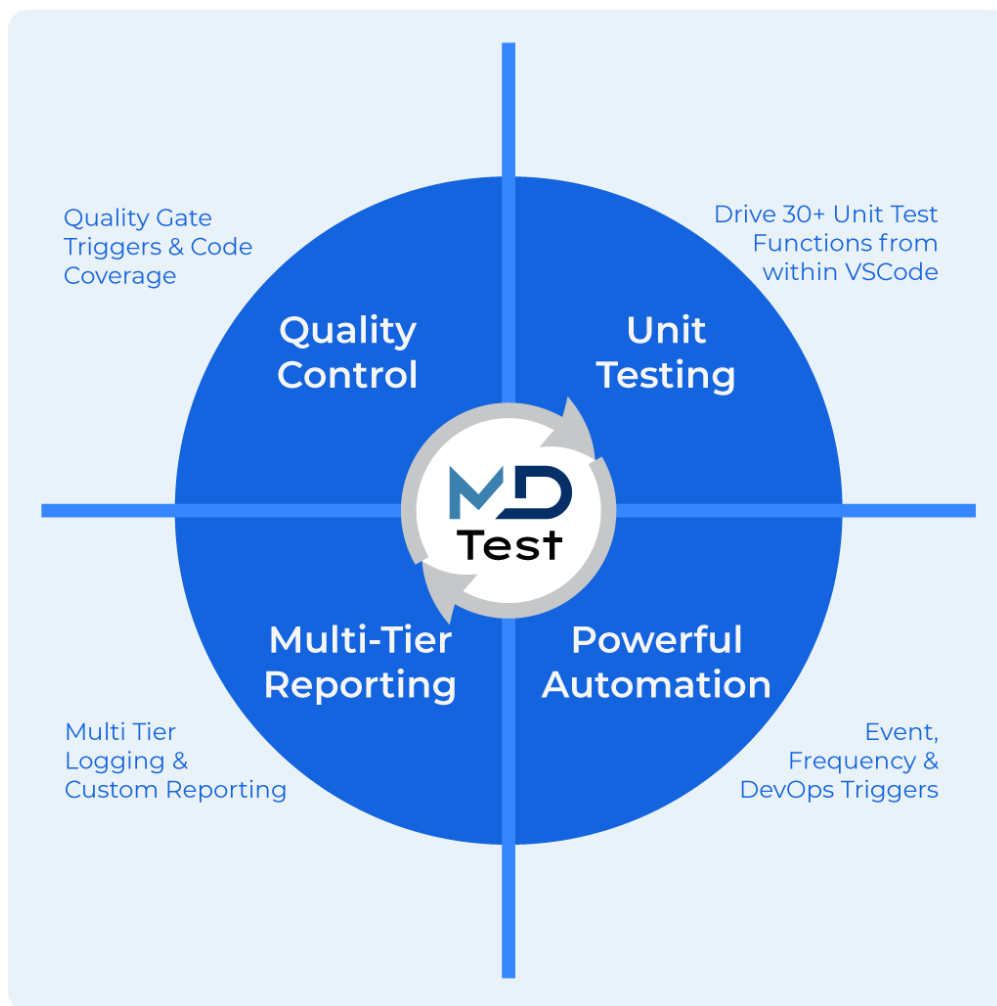 Quality Gate
Triggers & Code
Coverage
Drive 30+ Unit Test
Functions from
within VSCode
Quality
Control
Unit
Testing
MD
Test
Multi-Tier
Reporting
Powerful
Automation
Multi Tier
Logging &
Custom Reporting
Event,
Frequency &
DevOps Triggers